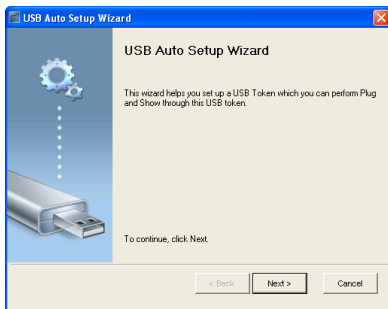 USB Auto Setup Wizard
USB Auto Setup Wizard
This wizard helps you set up a USB Token which you can perform Plug
and Show through this USB token.
To continue, click Next.
< Back Next > Cancel